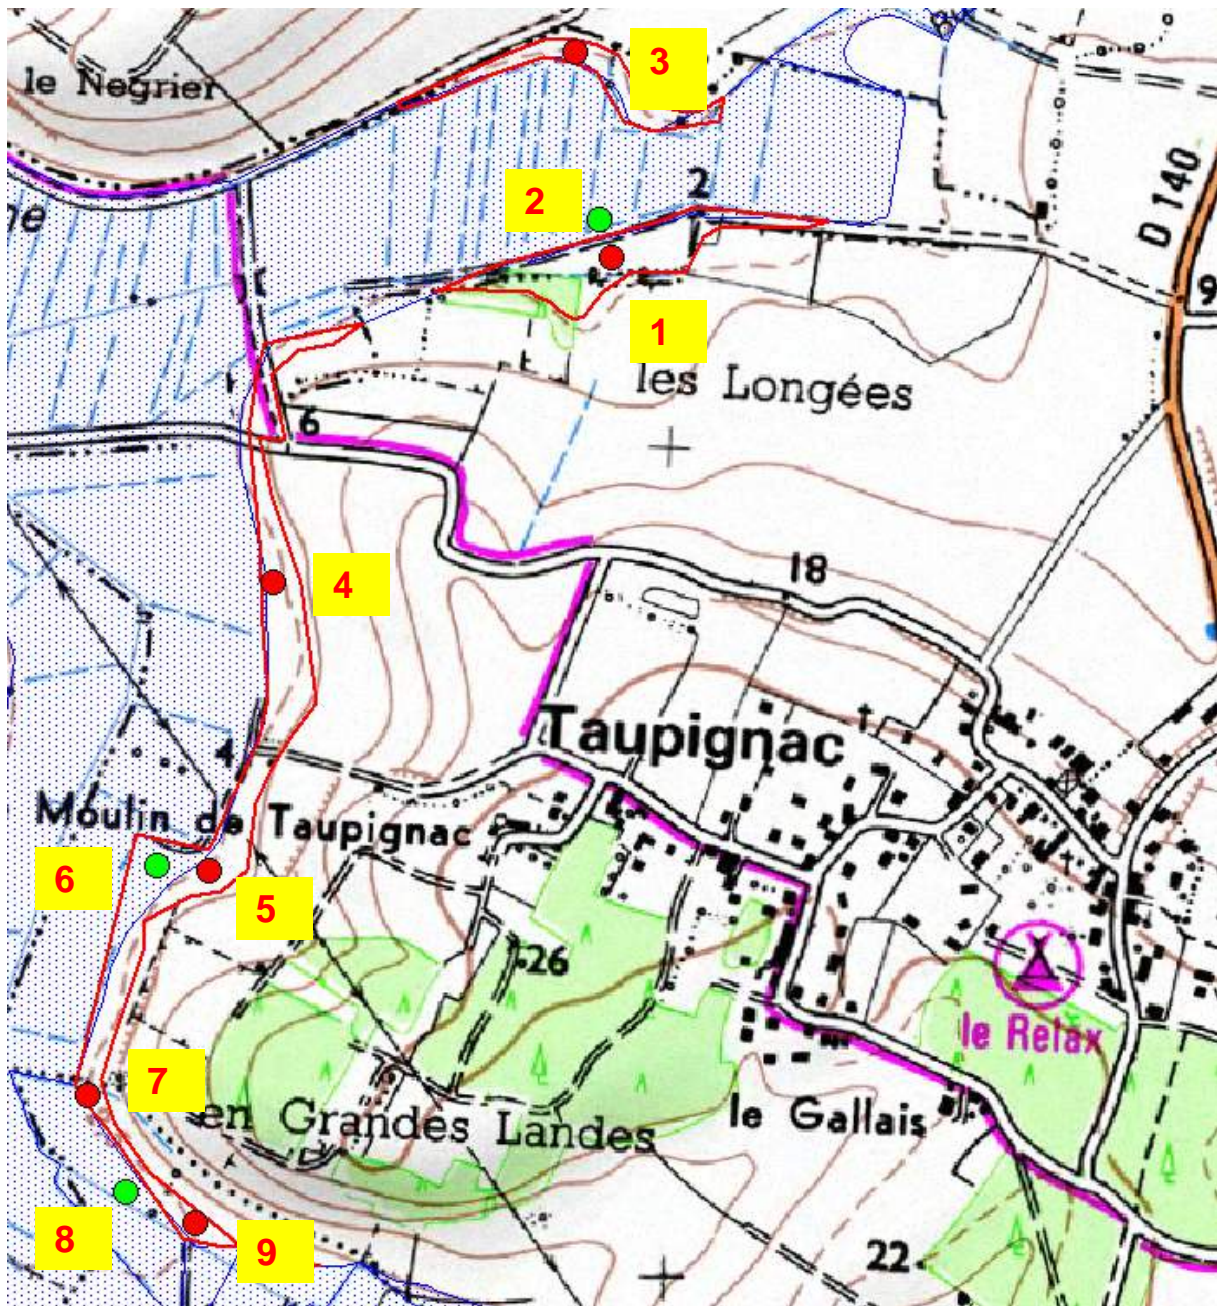 3
le Negrier
D 140
2
2
ne
9
1
les Longées
6
18
4
Taupignac
4
Moulin de Taupignac
6
5
26
le Relax
7
en Grandes Landes
le Gallais
8
9
22